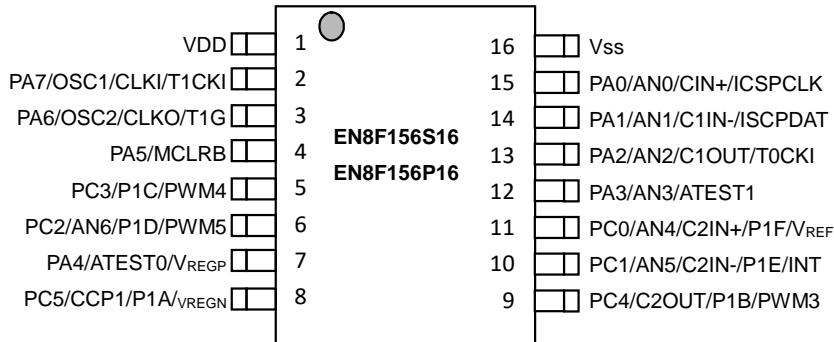 VDD 1 16 Vss
PA7/OSC1/CLKI/T1CKI 2 15 PA0/AN0/CIN+/ICSPCLK
PA6/OSC2/CLKO/T1G 3 14 PA1/AN1/C1IN-/ISCPDAT
EN8F156S16
PA5/MCLRB 4 13 PA2/AN2/C1OUT/T0CKI
EN8F156P16
PC3/P1C/PWM4 5 12 PA3/AN3/ATEST1
PC2/AN6/P1D/PWM5 6 11 PC0/AN4/C2IN+/P1F/VREF
PA4/ATEST0/VREGP 7 10 PC1/AN5/C2IN-/P1E/INT
PC5/CCP1/P1A/VREGN 8 9 PC4/C2OUT/P1B/PWM3